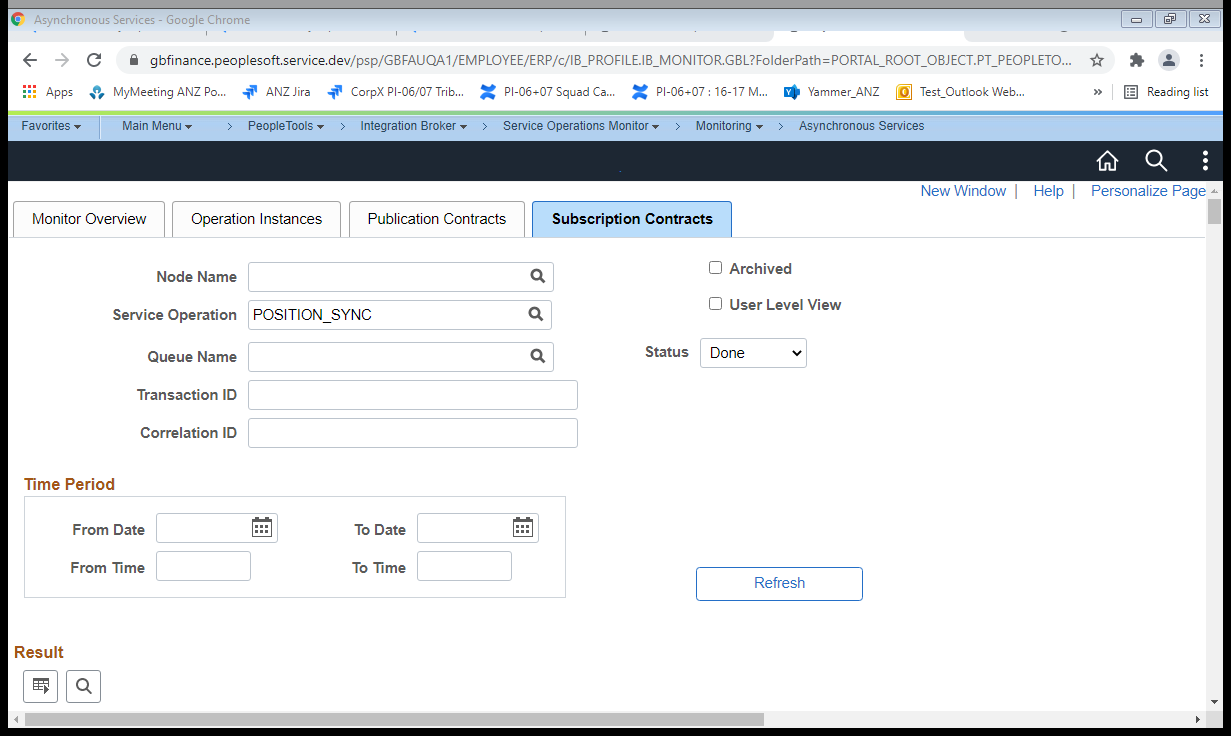 Asynchronous Services - Google Chrome
gbfinance.peoplesoft.service.dev/psp/GBFAUQA1/EMPLOYEE/ERP/c/IB_PROFILE.IB_MONITOR.GBL?FolderPath=PORTAL_ROOT_OBJECT.PT_PEOPLETO...
Apps MyMeeting ANZ Po... ANZ Jira CorpX PI-06/07 Trib... PI-06+07 Squad Ca... PI-06+07 : 16-17 M... Yammer_ANZ Test_Outlook Web... » Reading list
Favorites Main Menu > PeopleTools > Integration Broker > Service Operations Monitor > Monitoring > Asynchronous Services
New Window | Help | Personalize Page
Monitor Overview Operation Instances Publication Contracts Subscription Contracts
Node Name Archived
Service Operation POSITION_SYNC User Level View
Queue Name Status Done
Transaction ID
Correlation ID
Time Period
From Date To Date
From Time To Time
Refresh
Result